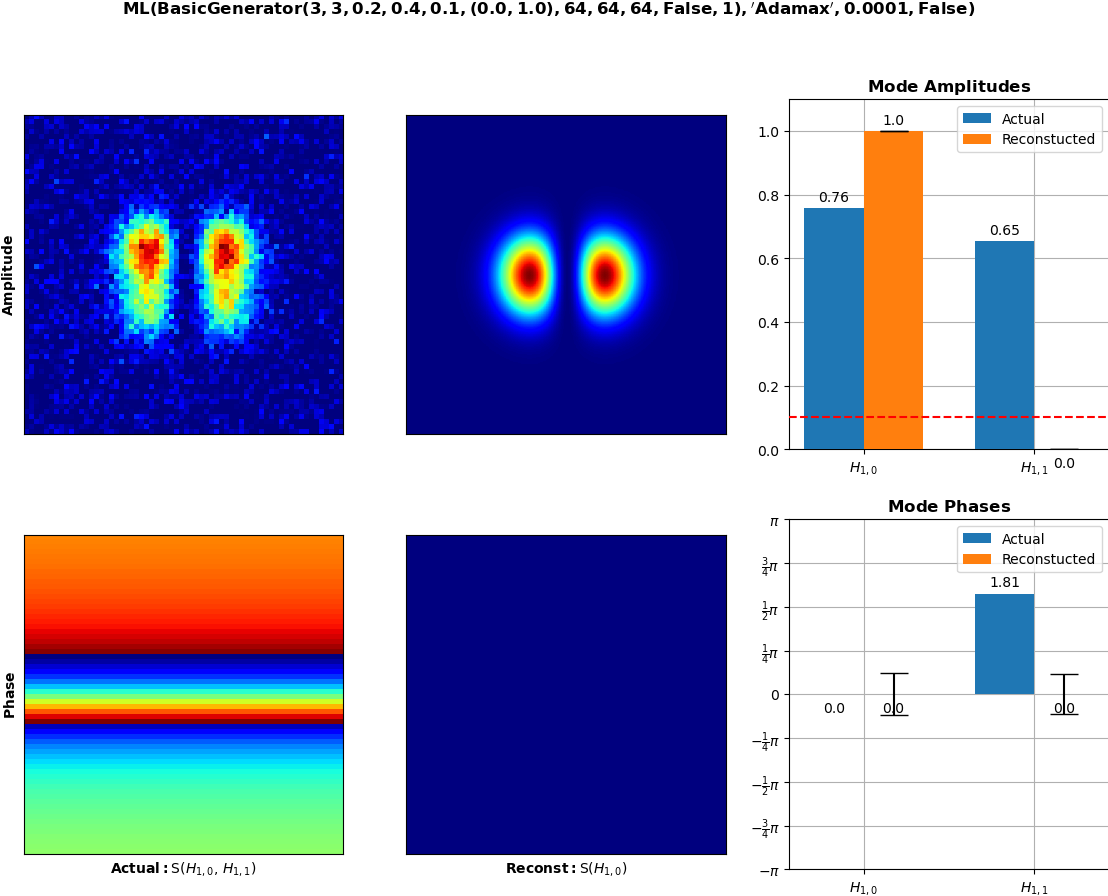 ML(BasicGenerator(3, 3, 0.2, 0.4, 0.1, (0.0, 1.0), 64, 64, 64, False, 1), ′Adamax′, 0.0001, False)
Amplitude
Mode Amplitudes
Actual
Reconstucted
1.0
0.8
0.6
0.4
0.2
0.0
0.76
1.0
0.65
0.0
H1,0
H1,1
Phase
Actual: S(H1,0, H1,1)
Reconst: S(H1,0)
Mode Phases
Actual
Reconstucted
π
3/4π
1/2π
1/4π
0
−1/4π
−1/2π
−3/4π
−π
0.0
0.0
1.81
0.0
H1,0
H1,1